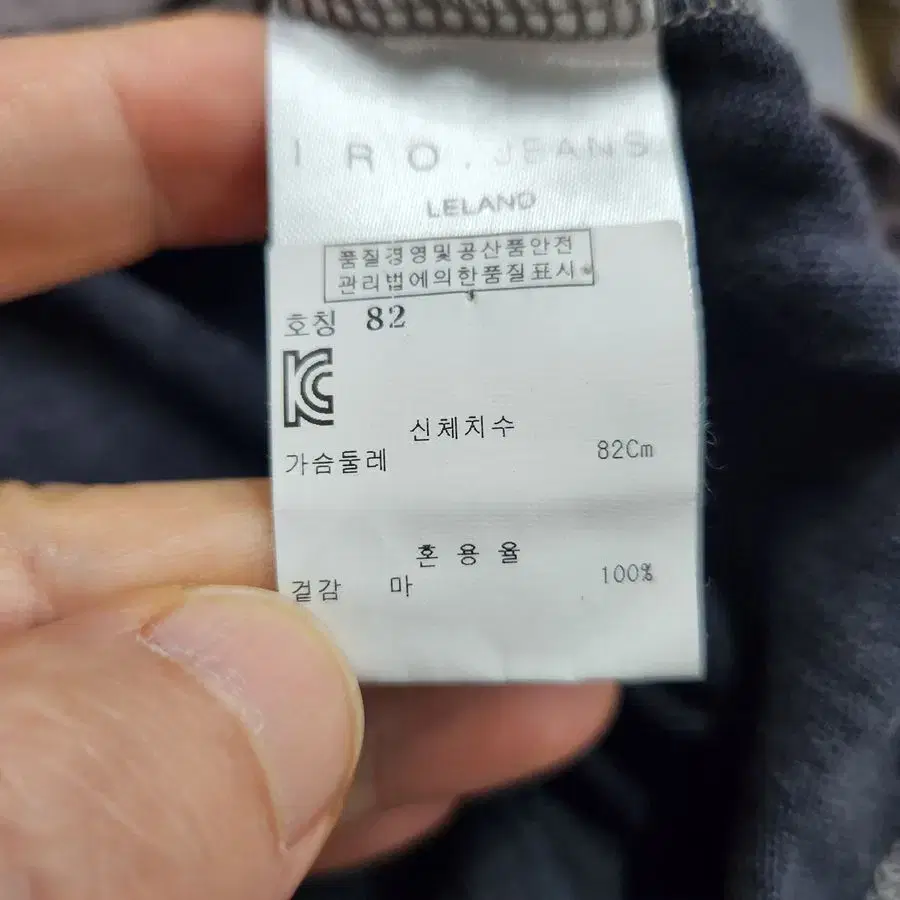 IRO.JEANS
LELAND
품질경영및공산품안전
관리법에의한품질표시
호칭 82
KC
신체치수
가슴둘레 82Cm
혼용율
겉감 마 100%